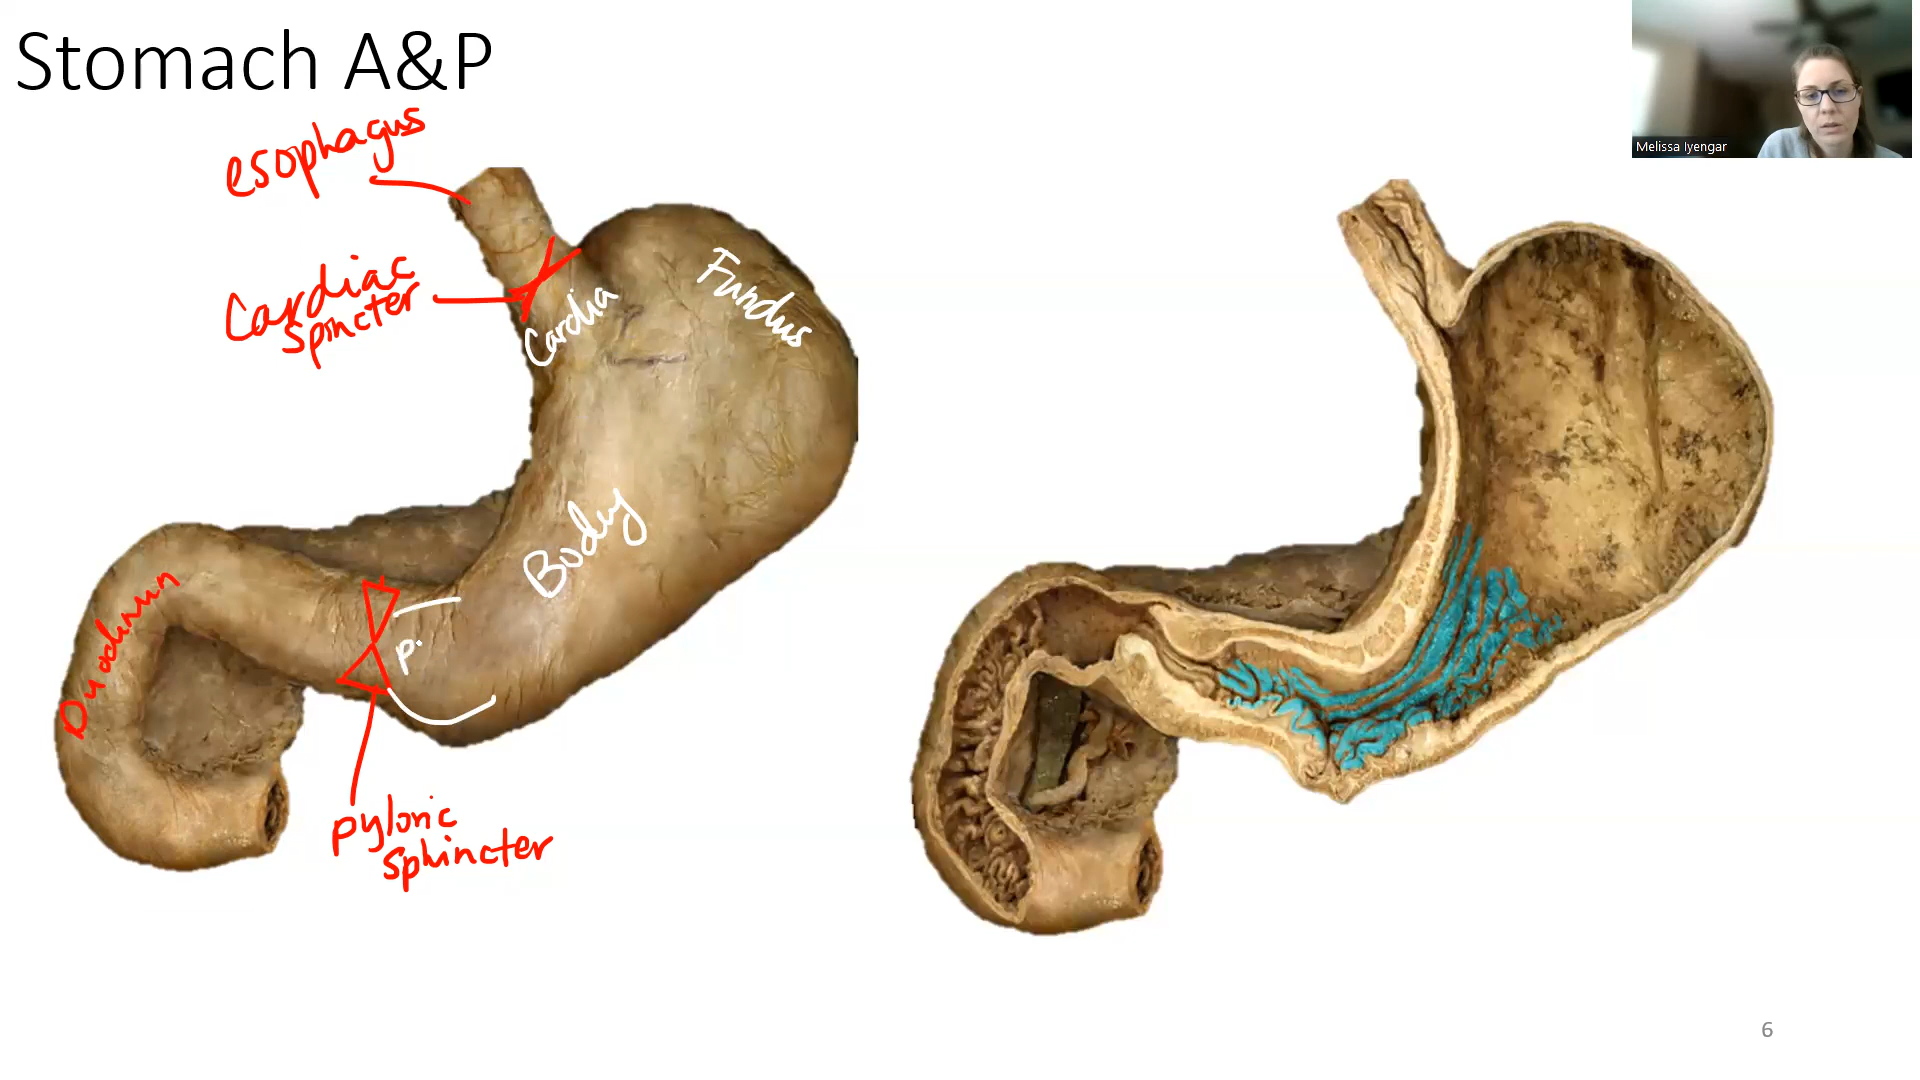 Stomach A&P
esophagus
Melissa Iyengar
Cardiac
Spincter
Cardia
Fundus
Body
Duodenum
p.
pyloric
Sphincter
6